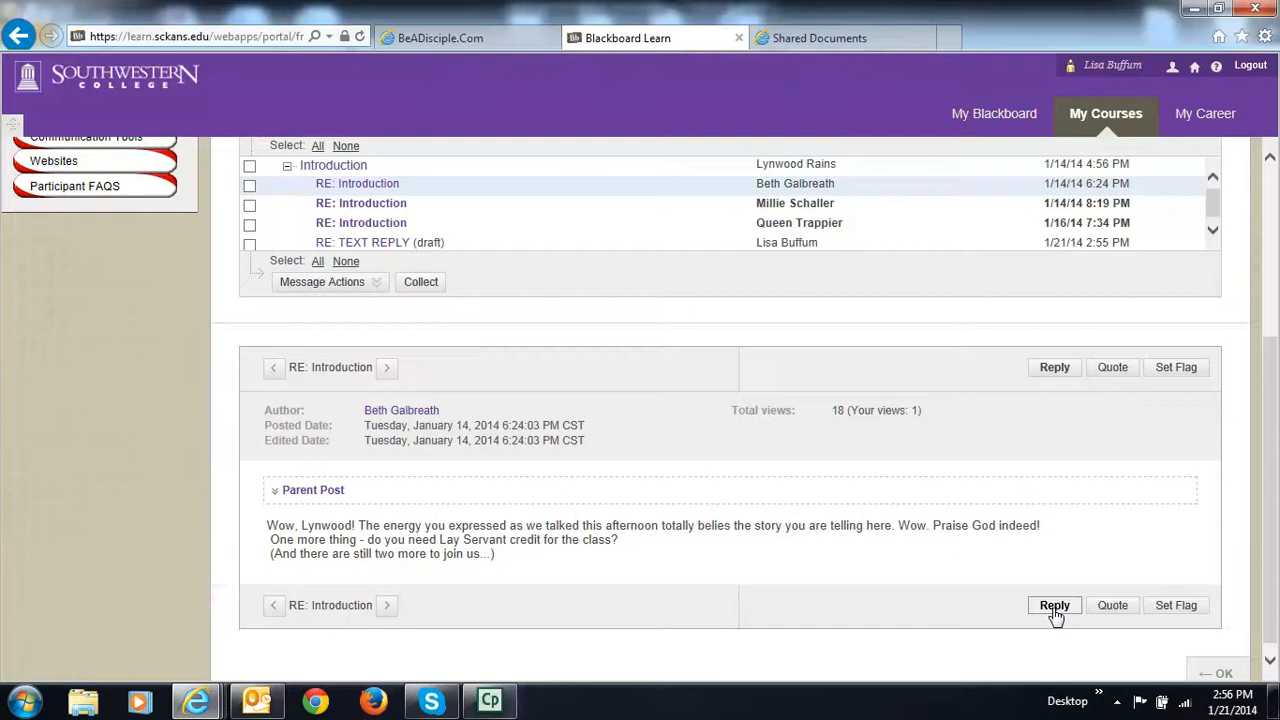 https://learn.sckans.edu/webapps/portal/fr
BeADisciple.Com
Blackboard Learn
Shared Documents
SOUTHWESTERN
COLLEGE
Lisa Buffum
Logout
My Blackboard
My Courses
My Career
Communication Tools
Websites
Participant FAQS
Select: All None
Introduction Lynwood Rains 1/14/14 4:56 PM
RE: Introduction Beth Galbreath 1/14/14 6:24 PM
RE: Introduction Millie Schaller 1/14/14 8:19 PM
RE: Introduction Queen Trappier 1/16/14 7:34 PM
RE: TEXT REPLY (draft) Lisa Buffum 1/21/14 2:55 PM
Select: All None
Message Actions Collect
RE: Introduction Reply Quote Set Flag
Author: Beth Galbreath Total views: 18 (Your views: 1)
Posted Date: Tuesday, January 14, 2014 6:24:03 PM CST
Edited Date: Tuesday, January 14, 2014 6:24:03 PM CST
Parent Post
Wow, Lynwood! The energy you expressed as we talked this afternoon totally belies the story you are telling here. Wow. Praise God indeed!
One more thing - do you need Lay Servant credit for the class?
(And there are still two more to join us...)
RE: Introduction Reply Quote Set Flag
← OK
Desktop
2:56 PM
1/21/2014